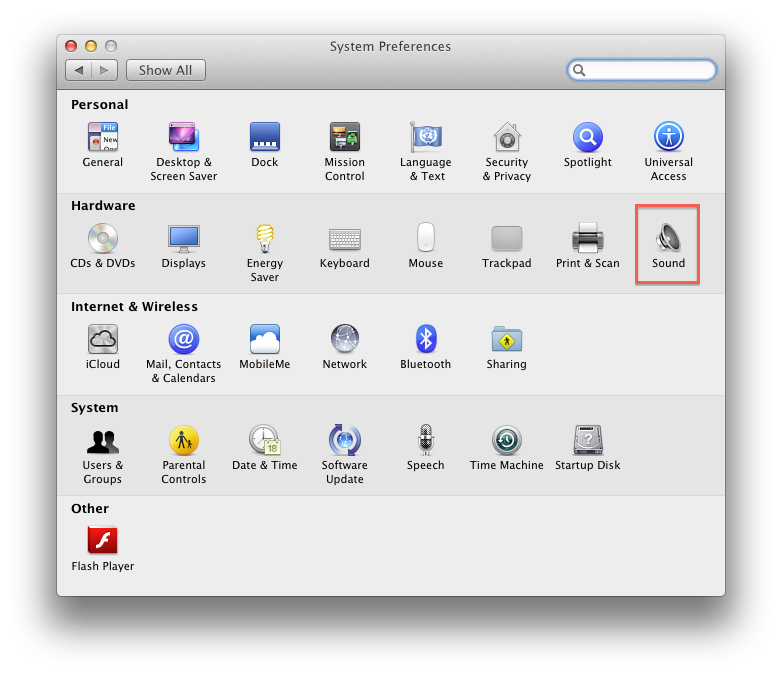 System Preferences
Show All
Personal
File
New
General
Desktop &
Screen Saver
Dock
Mission
Control
Language
& Text
Security
& Privacy
Spotlight
Universal
Access
Hardware
CDs & DVDs
Displays
Energy
Saver
Keyboard
Mouse
Trackpad
Print & Scan
Sound
Internet & Wireless
iCloud
@
Mail, Contacts
& Calendars
MobileMe
Network
Bluetooth
Sharing
System
Users &
Groups
Parental
Controls
18
Date & Time
Software
Update
Speech
Time Machine
?
Startup Disk
Other
Flash Player